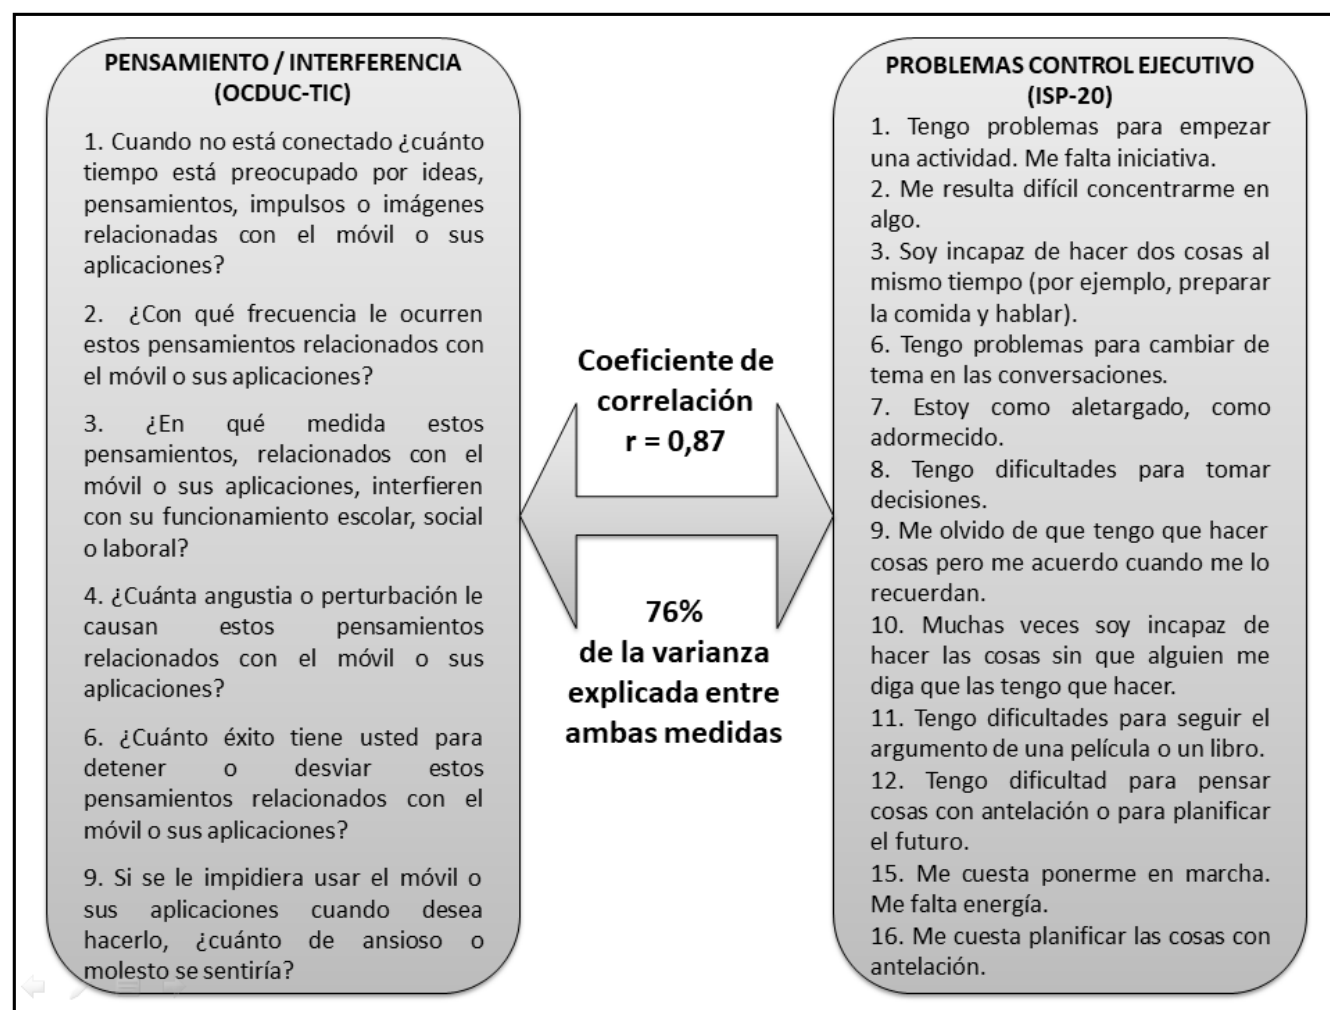 PENSAMIENTO / INTERFERENCIA
(OCDUC-TIC)
1. Cuando no está conectado ¿cuánto
tiempo está preocupado por ideas,
pensamientos, impulsos o imágenes
relacionadas con el móvil o sus
aplicaciones?
2. ¿Con qué frecuencia le ocurren
estos pensamientos relacionados con
el móvil o sus aplicaciones?
3. ¿En qué medida estos
pensamientos, relacionados con el
móvil o sus aplicaciones, interfieren
con su funcionamiento escolar, social
o laboral?
4. ¿Cuánta angustia o perturbación le
causan estos pensamientos
relacionados con el móvil o sus
aplicaciones?
6. ¿Cuánto éxito tiene usted para
detener o desviar estos
pensamientos relacionados con el
móvil o sus aplicaciones?
9. Si se le impidiera usar el móvil o
sus aplicaciones cuando desea
hacerlo, ¿cuánto de ansioso o
molesto se sentiría?
Coeficiente de
correlación
r = 0,87
76%
de la varianza
explicada entre
ambas medidas
PROBLEMAS CONTROL EJECUTIVO
(ISP-20)
1. Tengo problemas para empezar
una actividad. Me falta iniciativa.
2. Me resulta difícil concentrarme en
algo.
3. Soy incapaz de hacer dos cosas al
mismo tiempo (por ejemplo, preparar
la comida y hablar).
6. Tengo problemas para cambiar de
tema en las conversaciones.
7. Estoy como aletargado, como
adormecido.
8. Tengo dificultades para tomar
decisiones.
9. Me olvido de que tengo que hacer
cosas pero me acuerdo cuando me lo
recuerdan.
10. Muchas veces soy incapaz de
hacer las cosas sin que alguien me
diga que las tengo que hacer.
11. Tengo dificultades para seguir el
argumento de una película o un libro.
12. Tengo dificultad para pensar
cosas con antelación o para planificar
el futuro.
15. Me cuesta ponerme en marcha.
Me falta energía.
16. Me cuesta planificar las cosas con
antelación.